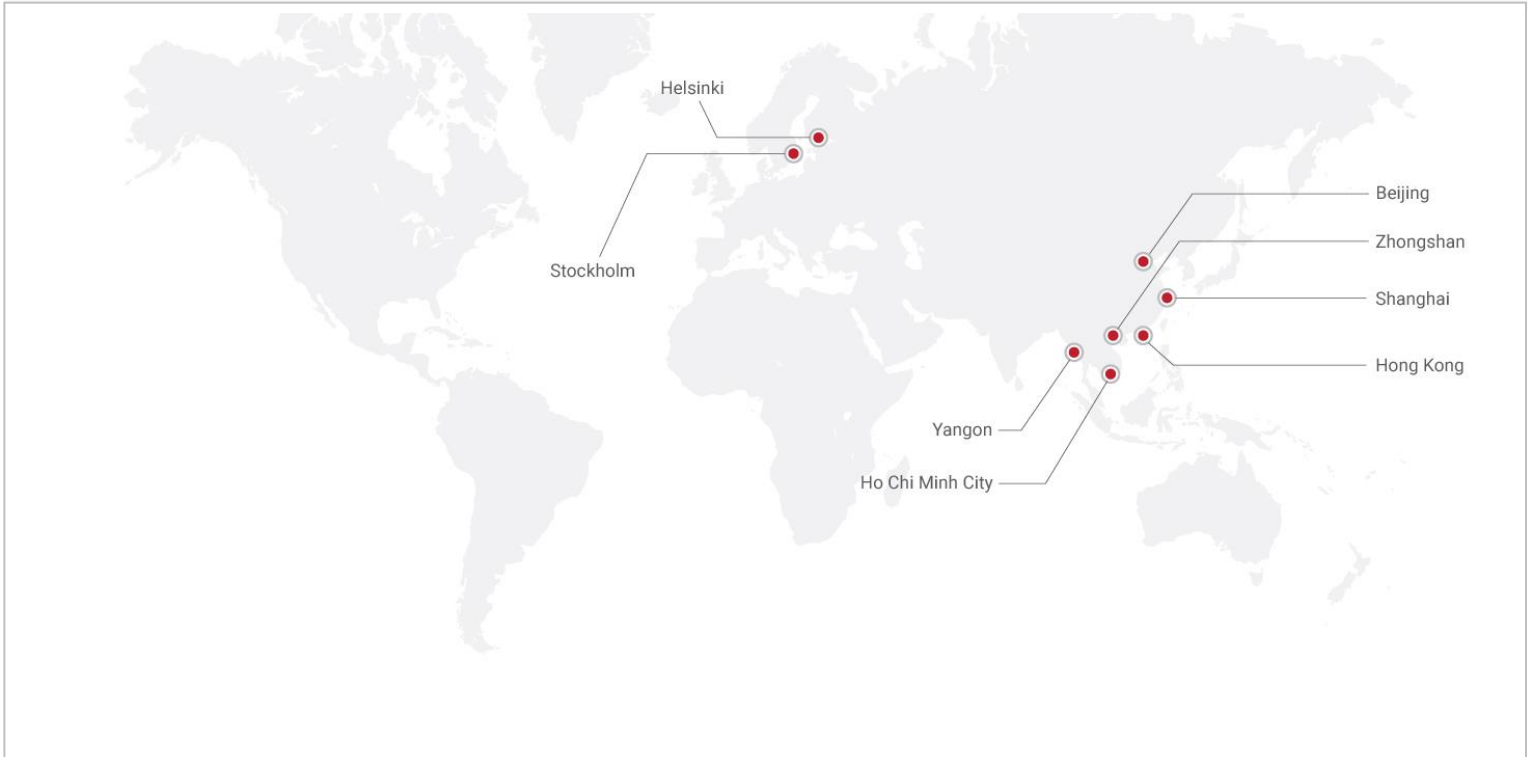 Helsinki
Stockholm
Beijing
Zhongshan
Shanghai
Hong Kong
Yangon
Ho Chi Minh City